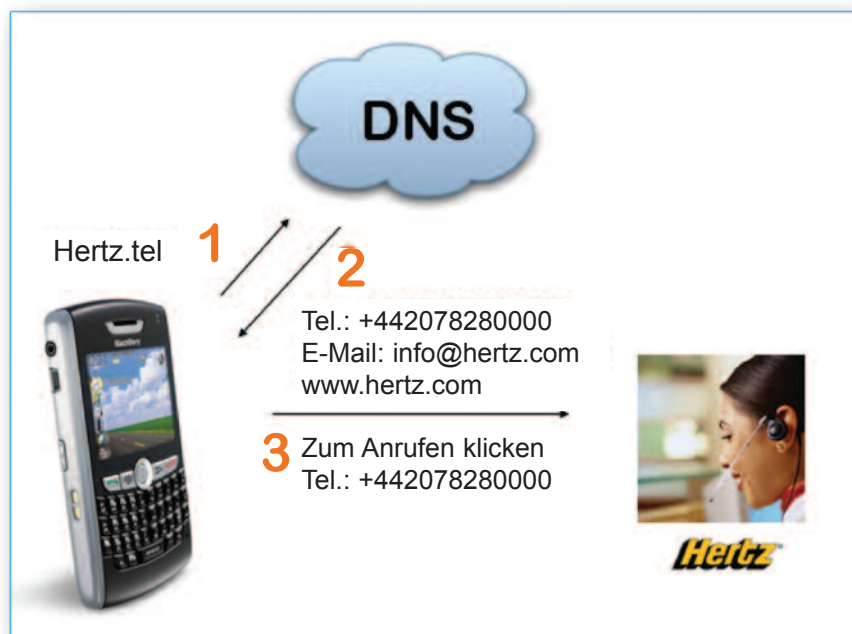 DNS
Hertz.tel
1
2
Tel.: +442078280000
E-Mail: info@hertz.com
www.hertz.com
3
Zum Anrufen klicken
Tel.: +442078280000
BlackBerry
Hertz